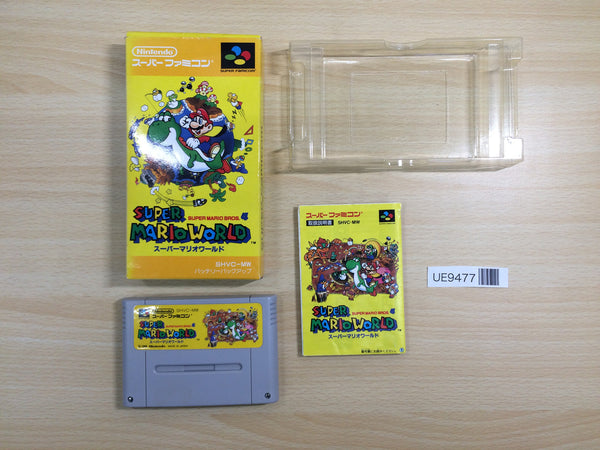 Nintendo
スーパーファミコン
SUPER FAMICOM
SUPER MARIO BROS. 4
SUPER
MARIO WORLD
TM
スーパーマリオワールド
SHVC-MW
バッテリーバックアップ
スーパーファミコン
取扱説明書
SHVC-MW
SUPER MARIO BROS. 4
SUPER
MARIO WORLD
スーパーマリオワールド
UE9477
SHVC-MW
スーパーファミコン
SUPER
MARIO WORLD
スーパーマリオワールド